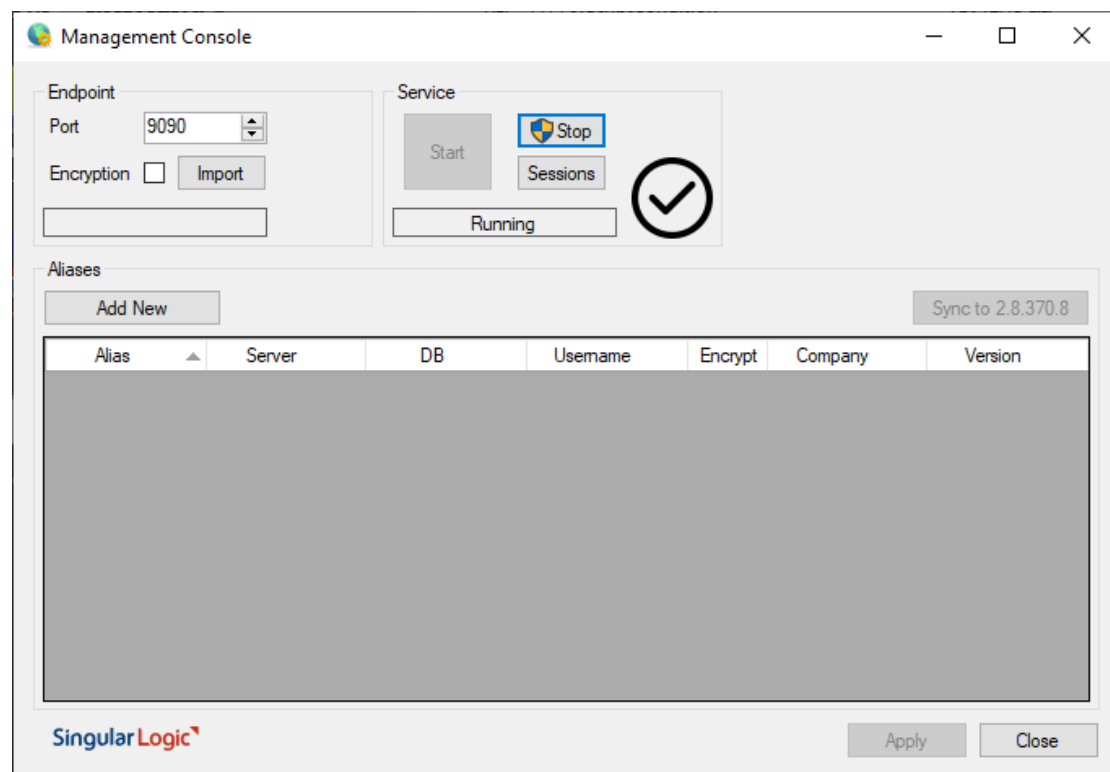 Management Console
Endpoint
Port 9090
Encryption Import
Service
Start
Stop
Sessions
Running
Aliases
Add New
Sync to 2.8.370.8
Alias Server DB Username Encrypt Company Version
SingularLogic
Apply Close